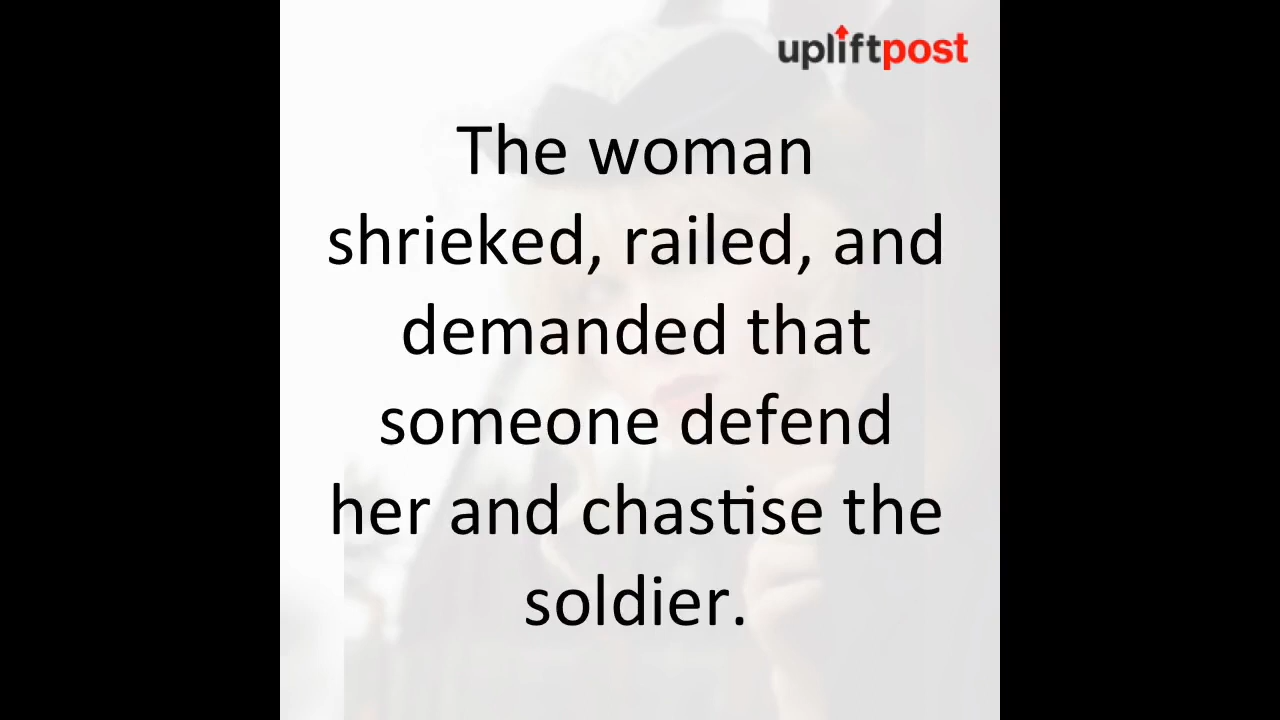 upliftpost
The woman
shrieked, railed, and
demanded that
someone defend
her and chastise the
soldier.